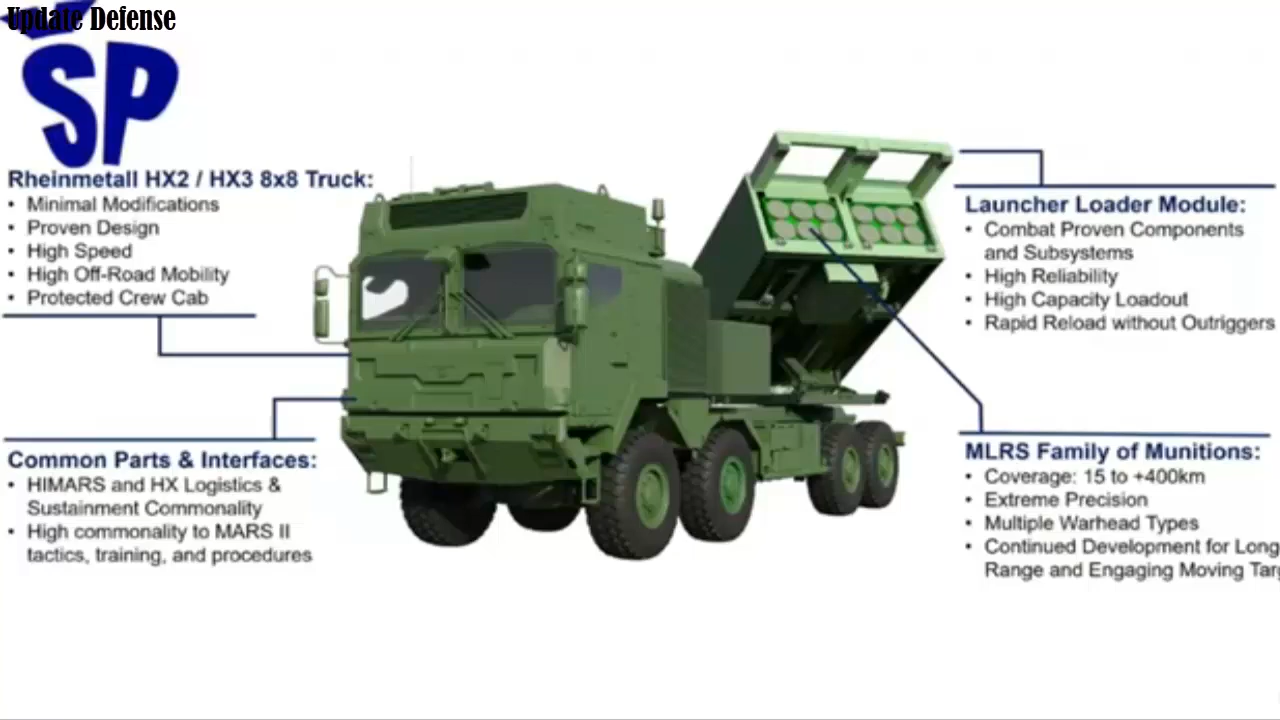 Update Defense
SP
Rheinmetall HX2 / HX3 8x8 Truck:
• Minimal Modifications
• Proven Design
• High Speed
• High Off-Road Mobility
• Protected Crew Cab
Common Parts & Interfaces:
• HIMARS and HX Logistics &
Sustainment Commonality
• High commonality to MARS II
tactics, training, and procedures
Launcher Loader Module:
• Combat Proven Components
and Subsystems
• High Reliability
• High Capacity Loadout
• Rapid Reload without Outriggers
MLRS Family of Munitions:
• Coverage: 15 to +400km
• Extreme Precision
• Multiple Warhead Types
• Continued Development for Long
Range and Engaging Moving